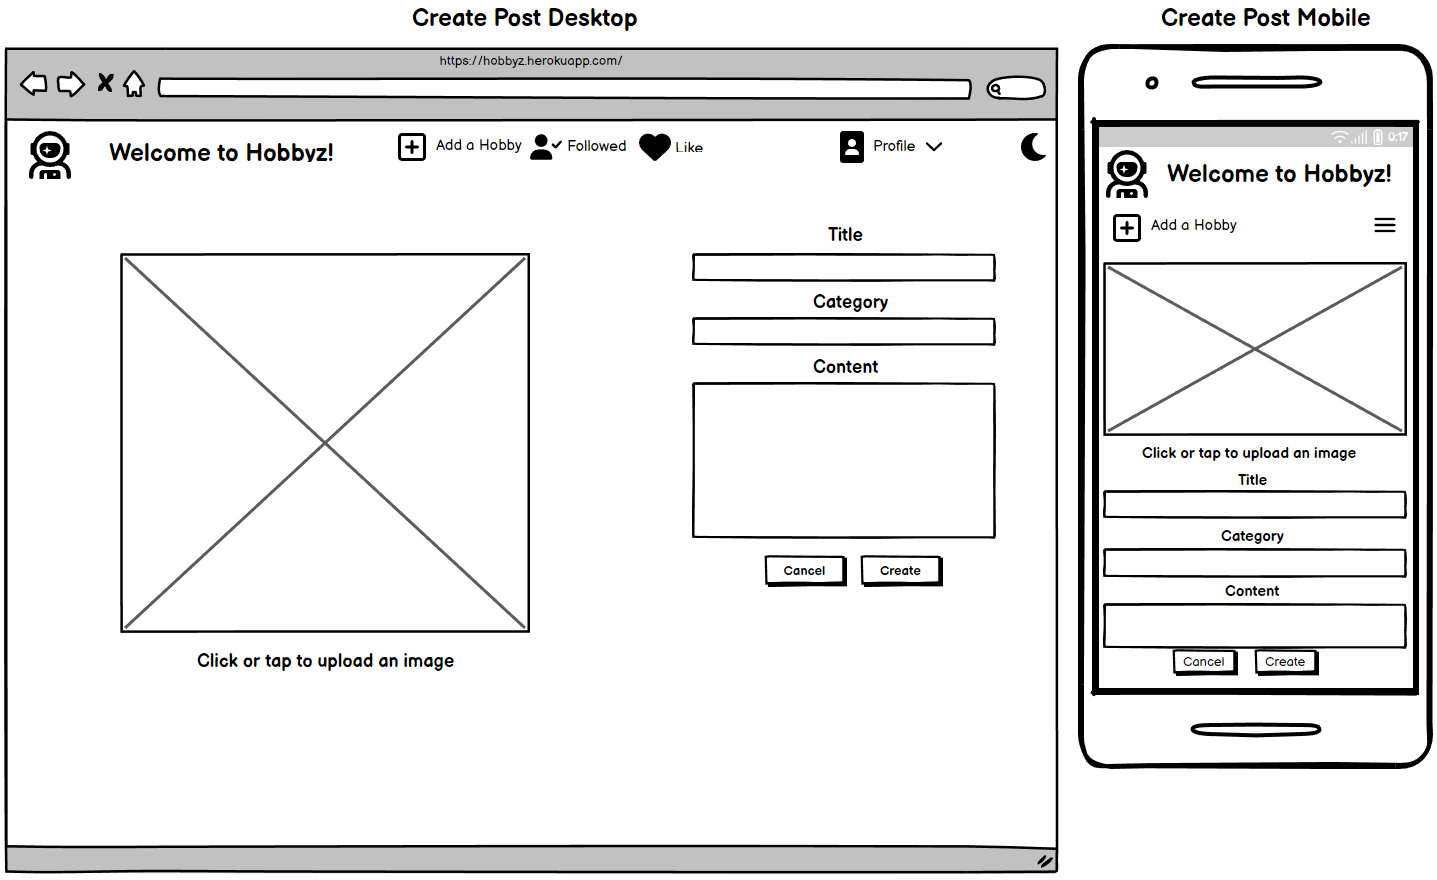 Create Post Desktop
https://hobbyz.herokuapp.com/
Welcome to Hobbyz!
Add a Hobby
Followed
Like
Profile
Title
Category
Content
Cancel
Create
Click or tap to upload an image
Create Post Mobile
0:17
Welcome to Hobbyz!
Add a Hobby
Click or tap to upload an image
Title
Category
Content
Cancel
Create